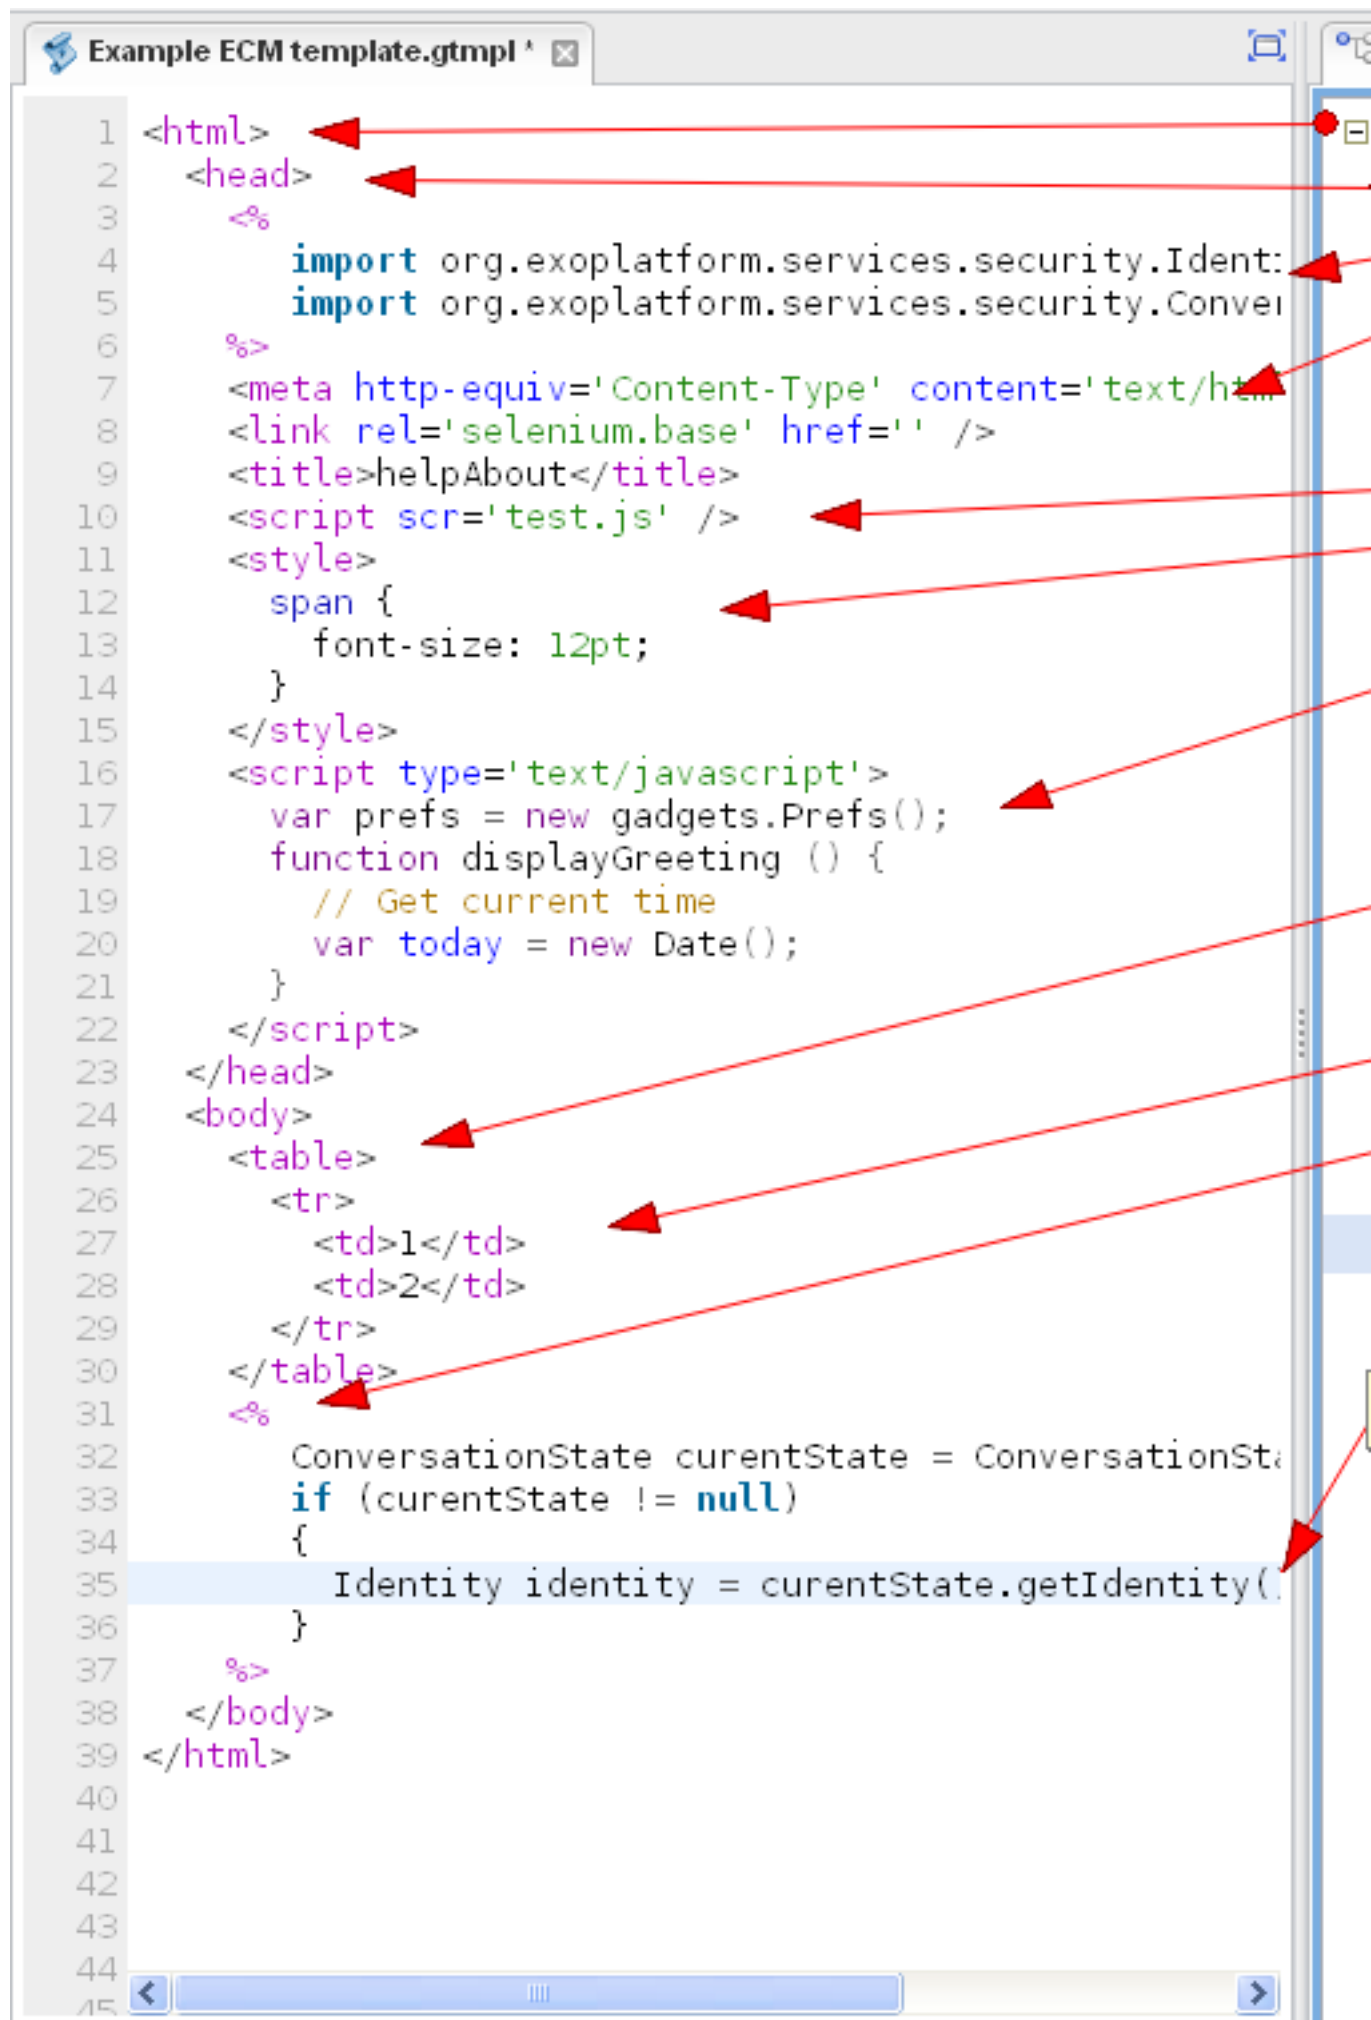 Example ECM template.gtmpl *
1 <html>
2 <head>
3 <%
4 import org.exoplatform.services.security.
5 import org.exoplatform.services.security.
6 %>
7 <meta http-equiv='Content-Type' content='text/
8 <link rel='selenium.base' href='' />
9 <title>helpAbout</title>
10 <script scr='test.js' />
11 <style>
12 span {
13 font-size: 12pt;
14 }
15 </style>
16 <script type='text/javascript'>
17 var prefs = new gadgets.Prefs();
18 function displayGreeting () {
19 // Get current time
20 var today = new Date();
21 }
22 </script>
23 </head>
24 <body>
25 <table>
26 <tr>
27 <td>1</td>
28 <td>2</td>
29 </tr>
30 </table>
31 <%
32 ConversationState curentState =
33 if (curentState != null)
34 {
35 Identity identity = curentState.getIdentity(
36 }
37 %>
38 </body>
39 </html>
40
41
42
43
44
45